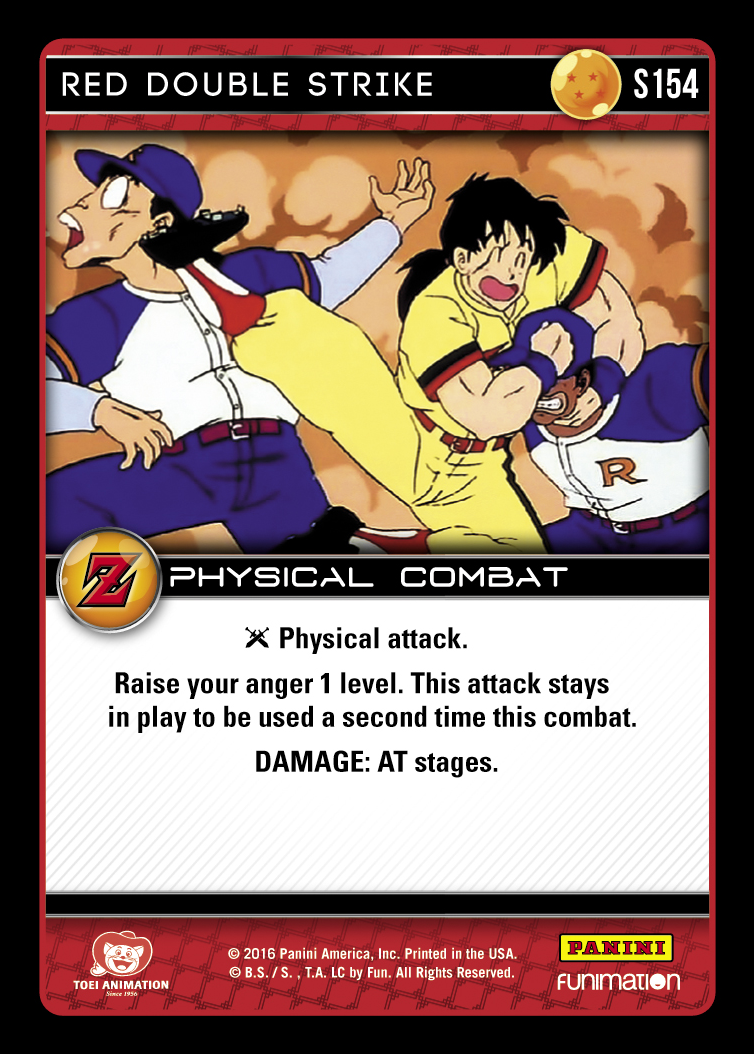 RED DOUBLE STRIKE
S154
R
Z
PHYSICAL COMBAT
Physical attack.
Raise your anger 1 level. This attack stays
in play to be used a second time this combat.
DAMAGE: AT stages.
TOEI ANIMATION
Since 1956
© 2016 Panini America, Inc. Printed in the USA.
© B.S. / S. , T.A. LC by Fun. All Rights Reserved.
PANINI
FUNIMATION